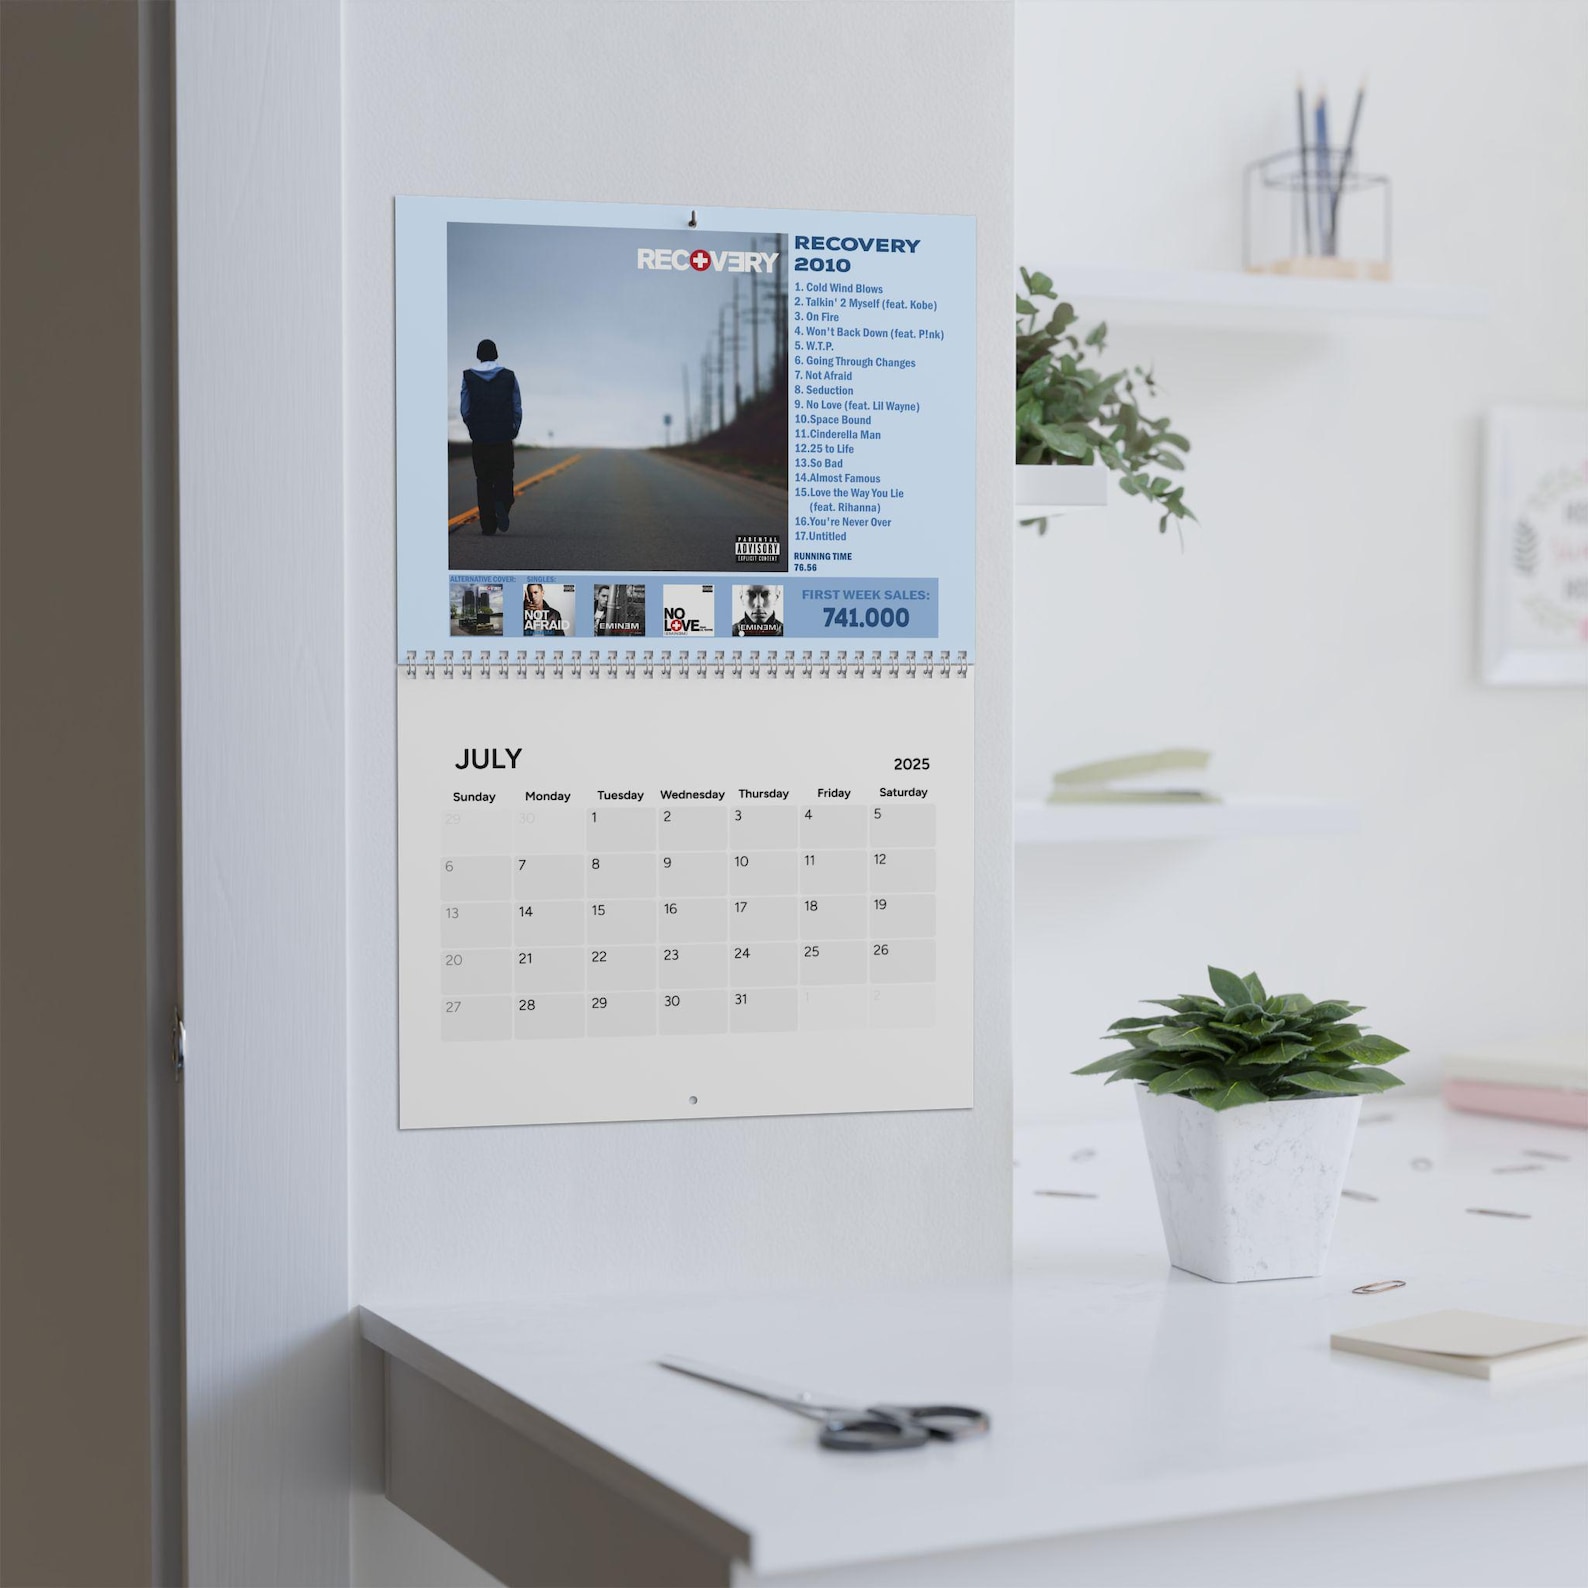 RECOVƎRY
RECOVERY
2010
1. Cold Wind Blows
2. Talkin' 2 Myself (feat. Kobe)
3. On Fire
4. Won't Back Down (feat. P!nk)
5. W.T.P.
6. Going Through Changes
7. Not Afraid
8. Seduction
9. No Love (feat. Lil Wayne)
10.Space Bound
11.Cinderella Man
12.25 to Life
13.So Bad
14.Almost Famous
15.Love the Way You Lie
(feat. Rihanna)
16.You're Never Over
17.Untitled
RUNNING TIME
76.56
PARENTAL
ADVISORY
EXPLICIT CONTENT
ALTERNATIVE COVER: SINGLES:
NOT
AFRAID
EMINƎM
NO
LOVE
EMINƎM
FIRST WEEK SALES:
741.000
JULY 2025
Sunday Monday Tuesday Wednesday Thursday Friday Saturday
29 30 1 2 3 4 5
6 7 8 9 10 11 12
13 14 15 16 17 18 19
20 21 22 23 24 25 26
27 28 29 30 31 1 2